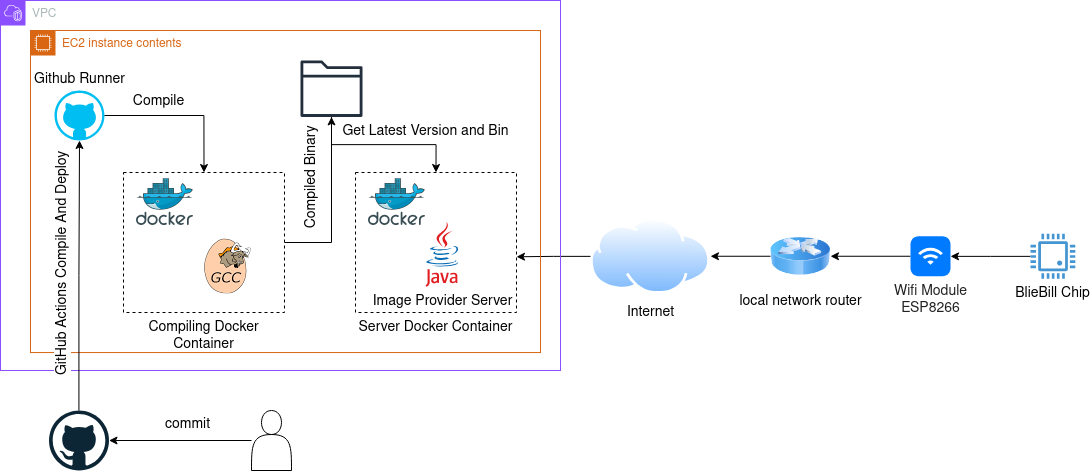 VPC
EC2 instance contents
Github Runner
Compile
Get Latest Version and Bin
Compiled Binary
GitHub Actions Compile And Deploy
docker
docker
GCC
Java
Image Provider Server
Compiling Docker
Container
Server Docker Container
Internet
local network router
Wifi Module
ESP8266
BlieBill Chip
commit